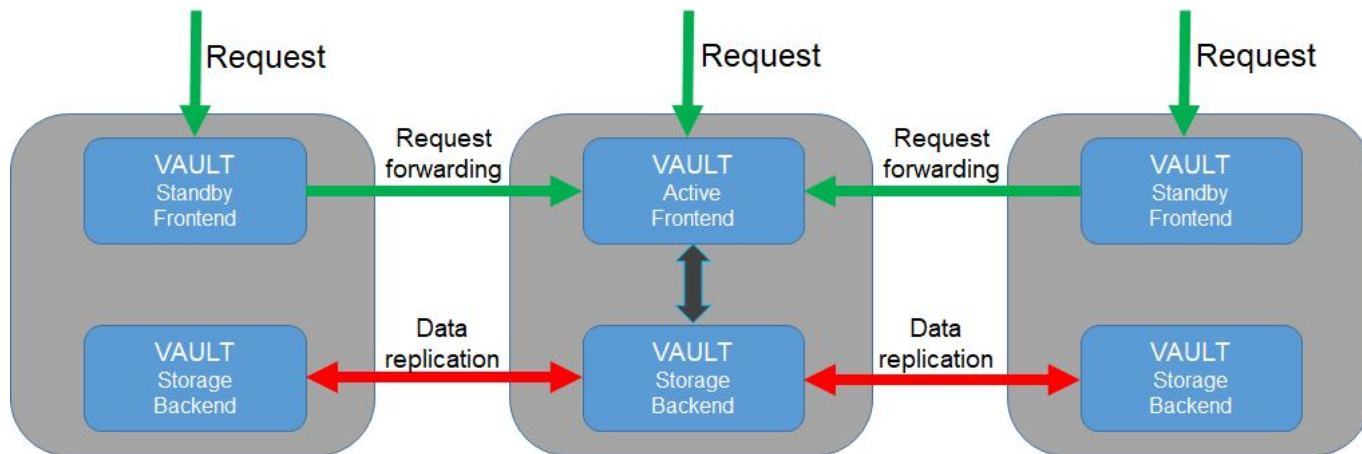 Request
Request
Request
VAULT
Standby
Frontend
Request
forwarding
VAULT
Active
Frontend
Request
forwarding
VAULT
Standby
Frontend
VAULT
Storage
Backend
Data
replication
VAULT
Storage
Backend
Data
replication
VAULT
Storage
Backend